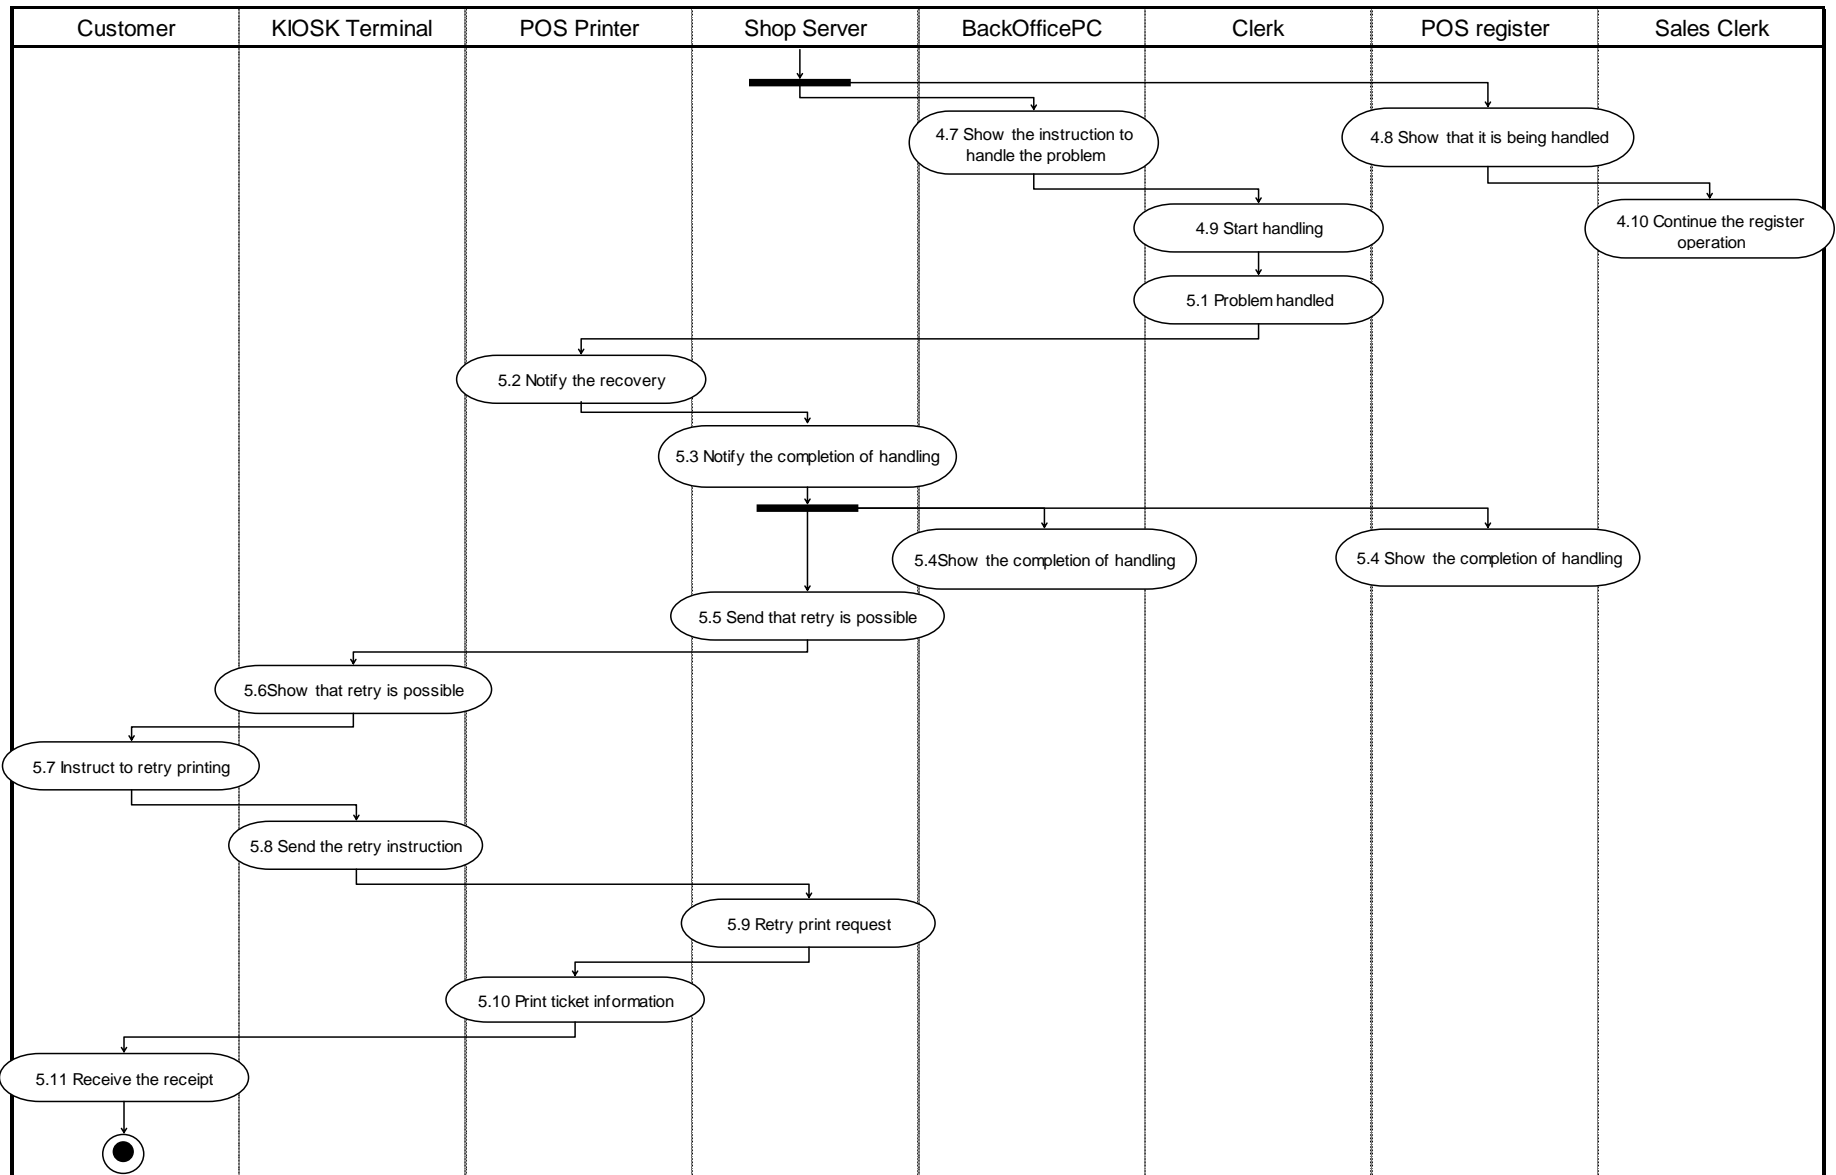 Customer
KIOSK Terminal
POS Printer
Shop Server
BackOfficePC
Clerk
POS register
Sales Clerk
4.7 Show the instruction to
handle the problem
4.8 Show that it is being handled
4.9 Start handling
4.10 Continue the register
operation
5.1 Problem handled
5.2 Notify the recovery
5.3 Notify the completion of handling
5.4Show the completion of handling
5.4 Show the completion of handling
5.5 Send that retry is possible
5.6Show that retry is possible
5.7 Instruct to retry printing
5.8 Send the retry instruction
5.9 Retry print request
5.10 Print ticket information
5.11 Receive the receipt